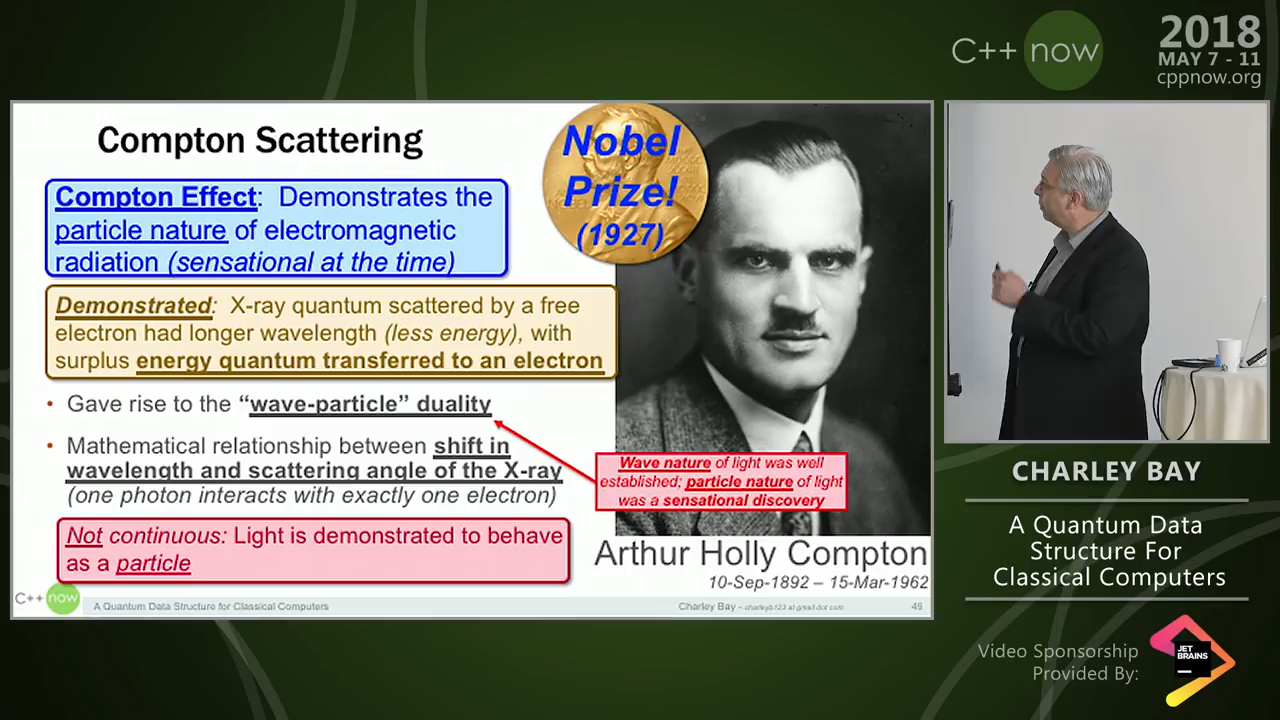 C++ now
2018
MAY 7 - 11
cppnow.org
Compton Scattering
Nobel
Prize!
(1927)
Compton Effect: Demonstrates the
particle nature of electromagnetic
radiation (sensational at the time)
Demonstrated: X-ray quantum scattered by a free
electron had longer wavelength (less energy), with
surplus energy quantum transferred to an electron
• Gave rise to the “wave-particle” duality
• Mathematical relationship between shift in
wavelength and scattering angle of the X-ray
(one photon interacts with exactly one electron)
Wave nature of light was well
established; particle nature of light
was a sensational discovery
Not continuous: Light is demonstrated to behave
as a particle
Arthur Holly Compton
10-Sep-1892 – 15-Mar-1962
C++ now
A Quantum Data Structure for Classical Computers
Charley Bay –
49
CHARLEY BAY
A Quantum Data
Structure For
Classical Computers
Video Sponsorship
Provided By:
JET
BRAINS